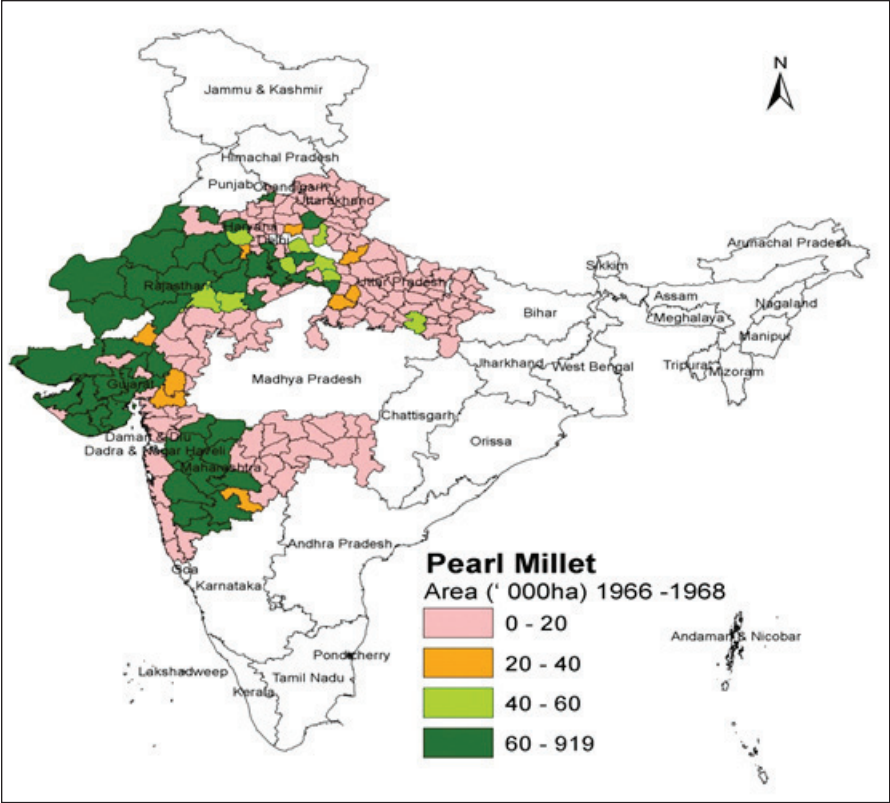 N
Jammu & Kashmir
Himachal Pradesh
Punjab
Chandigarh
Uttarakhand
Haryana
Delhi
Arunachal Pradesh
Sikkim
Rajasthan
Uttar Pradesh
Assam
Nagaland
Bihar
Meghalaya
Manipur
Jharkhand
West Bengal
Tripura
Mizoram
Gujarat
Madhya Pradesh
Chattisgarh
Daman & Diu
Orissa
Dadra & Nagar Haveli
Maharashtra
Andhra Pradesh
Goa
Karnataka
Pearl Millet
Area (‘ 000ha) 1966 -1968
0 - 20
20 - 40
40 - 60
60 - 919
Andaman & Nicobar
Pondicherry
Lakshadweep
Tamil Nadu
Kerala